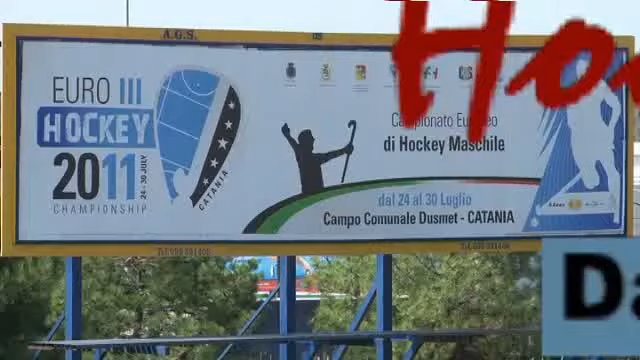 A.G.S.
Ho
EURO III
HOCKEY
2011
24 - 30 JULY
CHAMPIONSHIP
CATANIA
Campionato Europeo
di Hockey Maschile
dal 24 al 30 Luglio
Campo Comunale Dusmet - CATANIA
Da